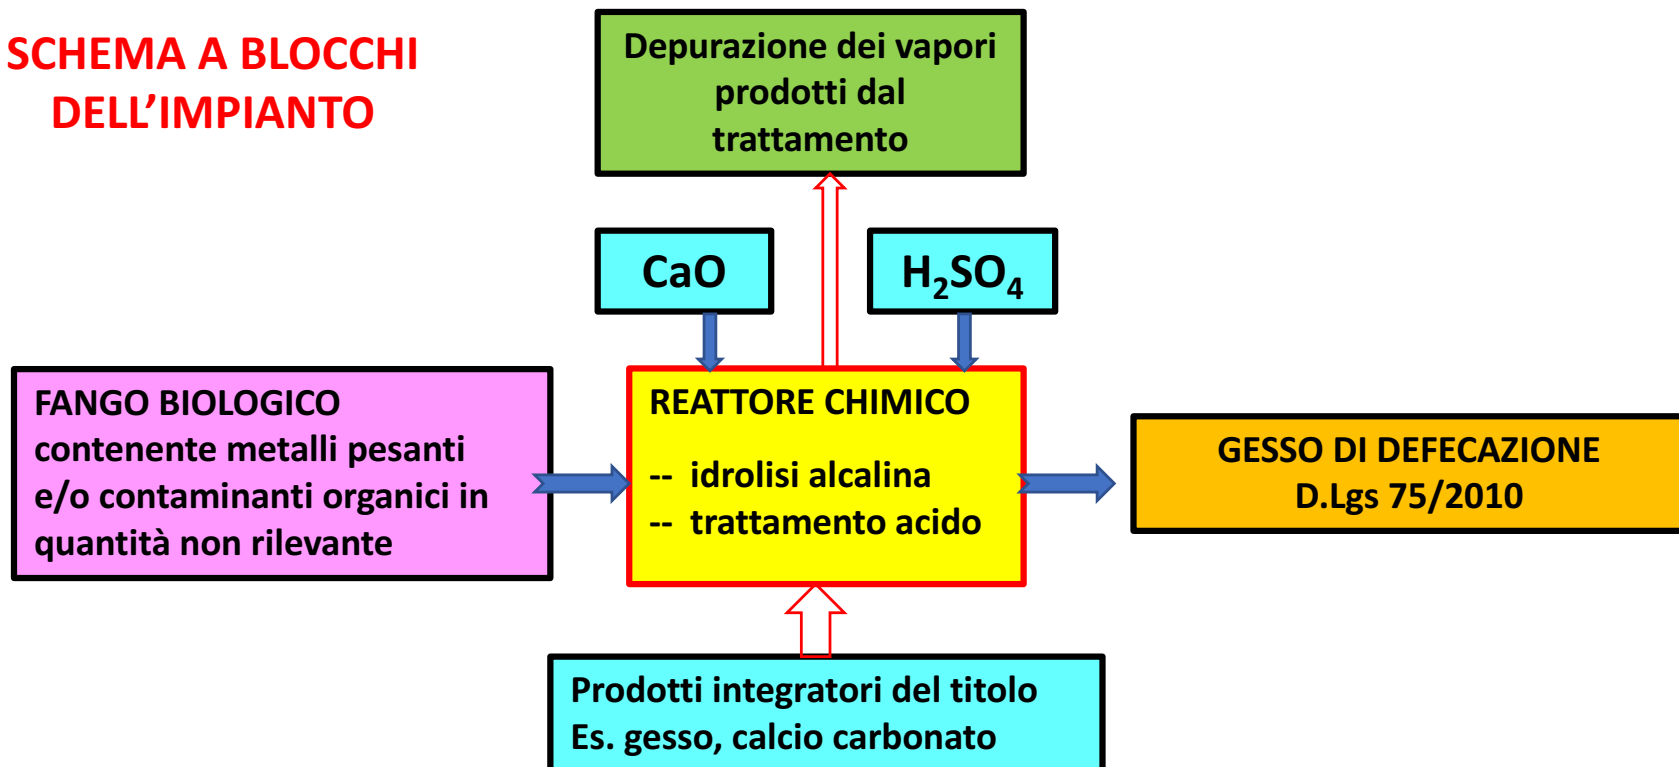 SCHEMA A BLOCCHI
DELL’IMPIANTO
Depurazione dei vapori
prodotti dal
trattamento
CaO
H₂SO₄
FANGO BIOLOGICO
contenente metalli pesanti
e/o contaminanti organici in
quantità non rilevante
REATTORE CHIMICO
-- idrolisi alcalina
-- trattamento acido
GESSO DI DEFECAZIONE
D.Lgs 75/2010
Prodotti integratori del titolo
Es. gesso, calcio carbonato